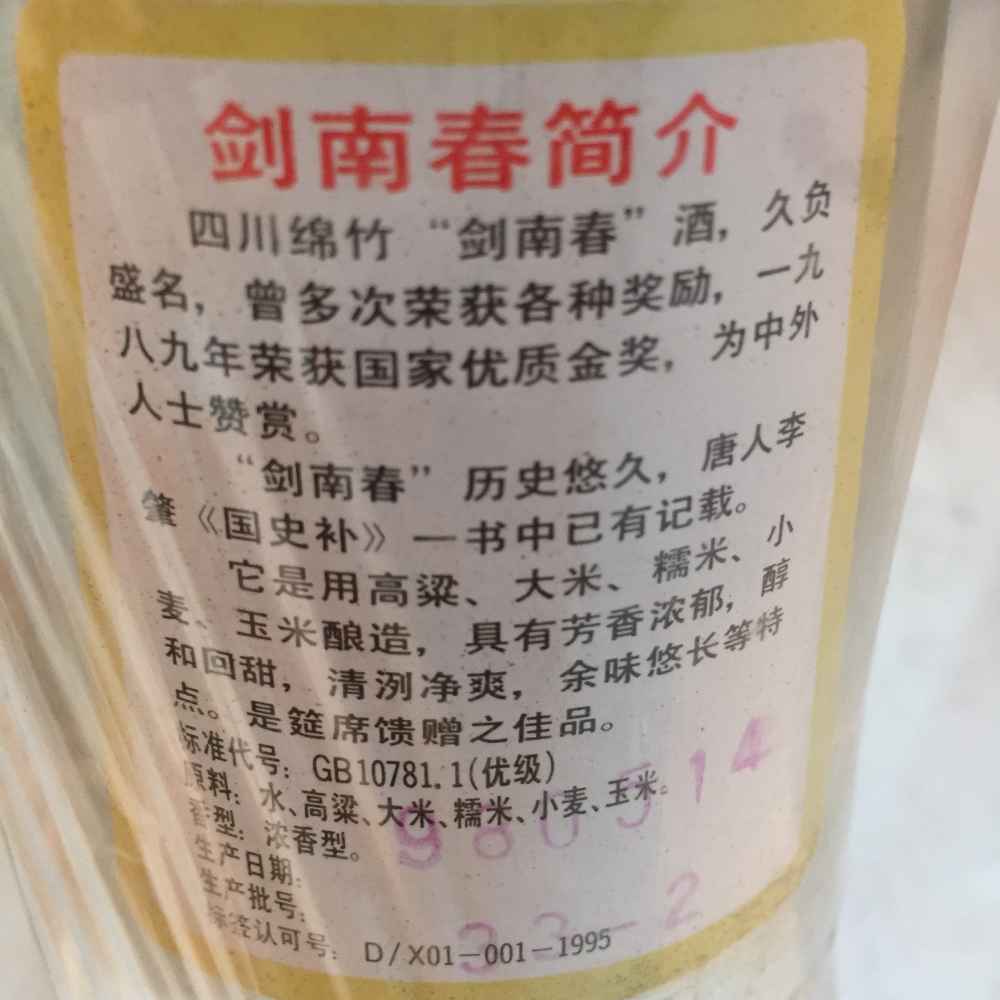 剑南春简介
四川绵竹“剑南春”酒，久负
盛名，曾多次荣获各种奖励，一九
八九年荣获国家优质金奖，为中外
人士赞赏。
“剑南春”历史悠久，唐人李
肇《国史补》一书中已有记载。
它是用高粱、大米、糯米、小
麦、玉米酿造，具有芳香浓郁，醇
和回甜，清洌净爽，余味悠长等特
点。是筵席馈赠之佳品。
标准代号：GB10781.1(优级)
原料：水、高粱、大米、糯米、小麦、玉米。
香型：浓香型。
生产日期：980514
生产批号：33-2
标签认可号：D/X01-001-1995